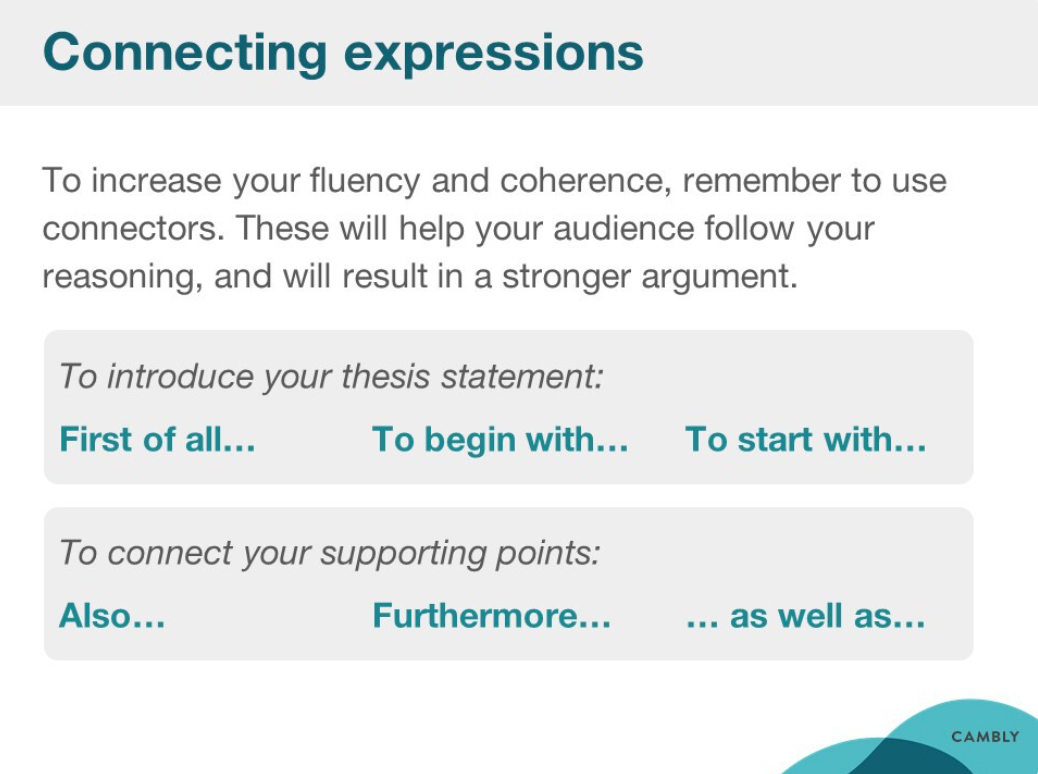 Connecting expressions
To increase your fluency and coherence, remember to use
connectors. These will help your audience follow your
reasoning, and will result in a stronger argument.
To introduce your thesis statement:
First of all… To begin with… To start with…
To connect your supporting points:
Also… Furthermore… … as well as…
CAMBLY